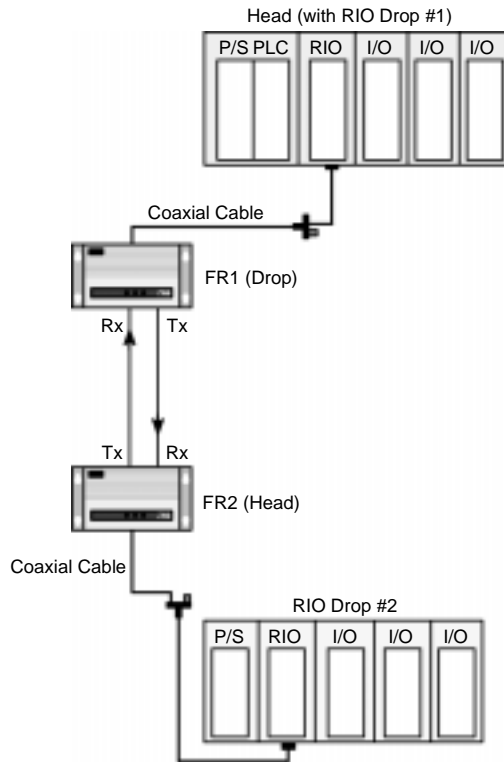 Head (with RIO Drop #1)
P/S PLC RIO I/O I/O I/O
Coaxial Cable
FR1 (Drop)
Rx Tx
Tx Rx
FR2 (Head)
Coaxial Cable
RIO Drop #2
P/S RIO I/O I/O I/O